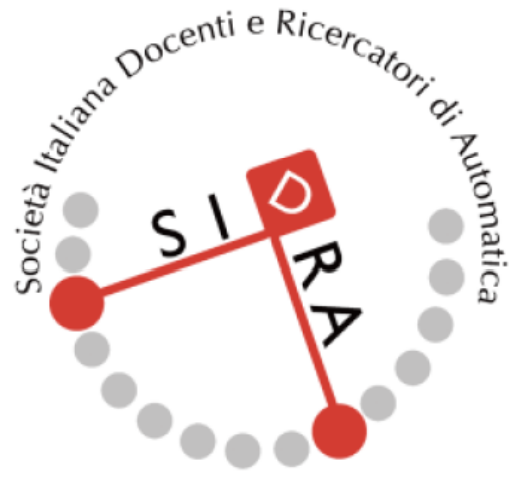 Società Italiana Docenti e Ricercatori di Automatica
SIDRA